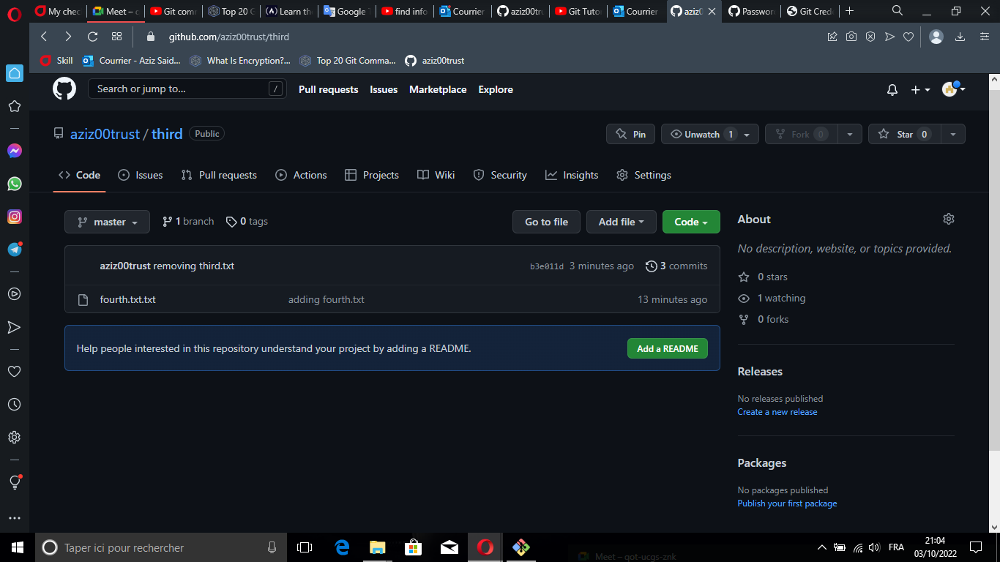 My chec
Meet – q
Git com
Top 20 G
Learn the
Google T
find info
Courrier
aziz00tru
Git Tuto
Courrier
aziz0
Passwor
Git Cred
github.com/aziz00trust/third
Skill
Courrier - Aziz Said...
What Is Encryption?...
Top 20 Git Comma...
aziz00trust
Search or jump to...
/
Pull requests
Issues
Marketplace
Explore
aziz00trust / third
Public
Pin
Unwatch 1
Fork 0
Star 0
Code
Issues
Pull requests
Actions
Projects
Wiki
Security
Insights
Settings
master
1 branch
0 tags
Go to file
Add file
Code
aziz00trust removing third.txt
b3e011d 3 minutes ago
3 commits
fourth.txt.txt
adding fourth.txt
13 minutes ago
Help people interested in this repository understand your project by adding a README.
Add a README
About
No description, website, or topics provided.
0 stars
1 watching
0 forks
Releases
No releases published
Create a new release
Packages
No packages published
Publish your first package
Taper ici pour rechercher
Meet – qot-ucgs-znk
FRA
21:04
03/10/2022